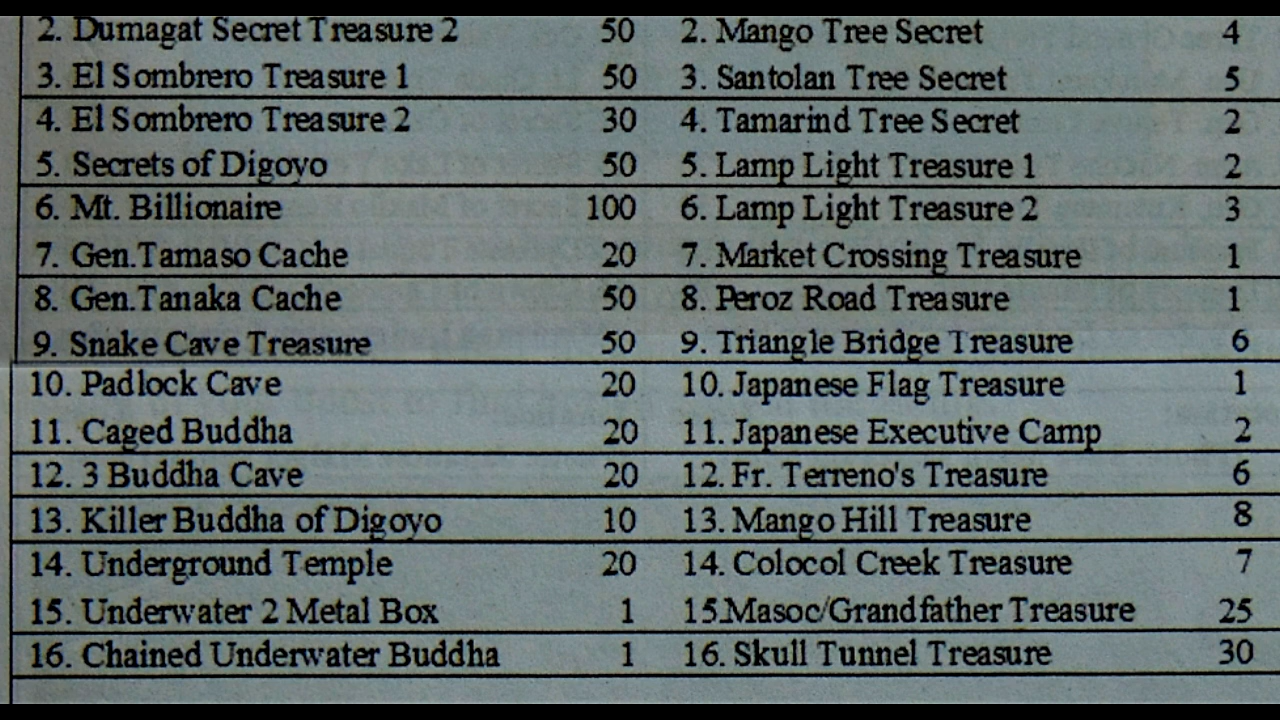 2. Dumagat Secret Treasure 2 50 2. Mango Tree Secret 4
3. El Sombrero Treasure 1 50 3. Santolan Tree Secret 5
4. El Sombrero Treasure 2 30 4. Tamarind Tree Secret 2
5. Secrets of Digoyo 50 5. Lamp Light Treasure 1 2
6. Mt. Billionaire 100 6. Lamp Light Treasure 2 3
7. Gen.Tamaso Cache 20 7. Market Crossing Treasure 1
8. Gen.Tanaka Cache 50 8. Peroz Road Treasure 1
9. Snake Cave Treasure 50 9. Triangle Bridge Treasure 6
10. Padlock Cave 20 10. Japanese Flag Treasure 1
11. Caged Buddha 20 11. Japanese Executive Camp 2
12. 3 Buddha Cave 20 12. Fr. Terreno's Treasure 6
13. Killer Buddha of Digoyo 10 13. Mango Hill Treasure 8
14. Underground Temple 20 14. Colocol Creek Treasure 7
15. Underwater 2 Metal Box 1 15.Masoc/Grandfather Treasure 25
16. Chained Underwater Buddha 1 16. Skull Tunnel Treasure 30